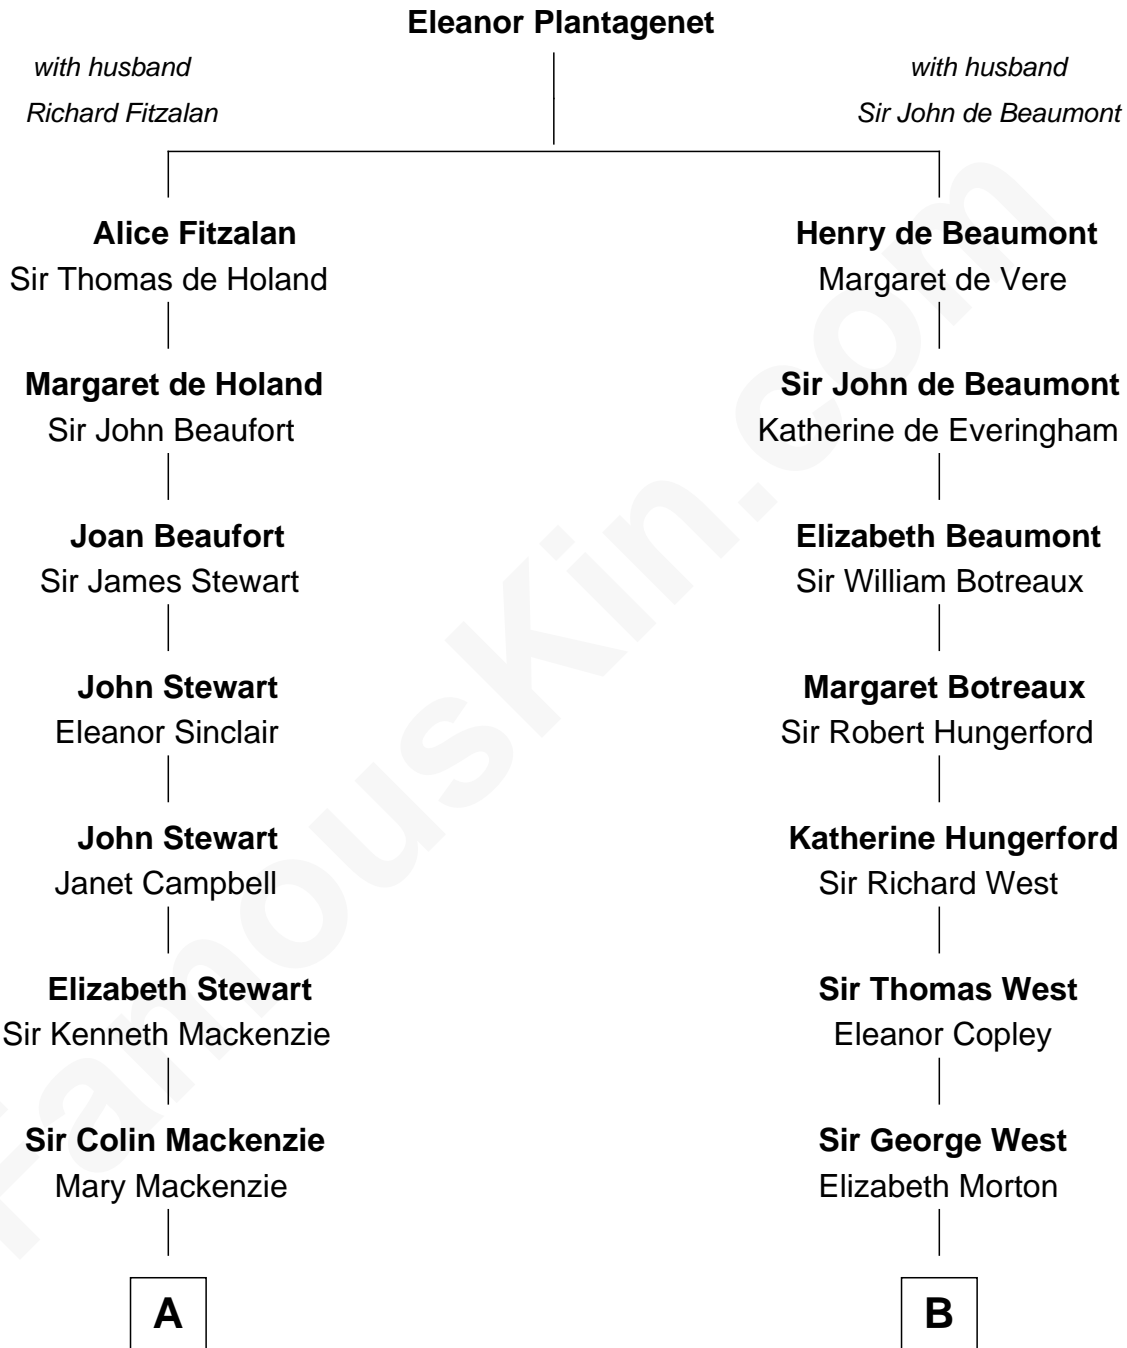 Eleanor Plantagenet
with husband
Richard Fitzalan
with husband
Sir John de Beaumont
Alice Fitzalan
Sir Thomas de Holand
Henry de Beaumont
Margaret de Vere
Margaret de Holand
Sir John Beaufort
Sir John de Beaumont
Katherine de Everingham
Joan Beaufort
Sir James Stewart
Elizabeth Beaumont
Sir William Botreaux
John Stewart
Eleanor Sinclair
Margaret Botreaux
Sir Robert Hungerford
John Stewart
Janet Campbell
Katherine Hungerford
Sir Richard West
Elizabeth Stewart
Sir Kenneth Mackenzie
Sir Thomas West
Eleanor Copley
Sir Colin Mackenzie
Mary Mackenzie
Sir George West
Elizabeth Morton
A
B
FamousKin.com